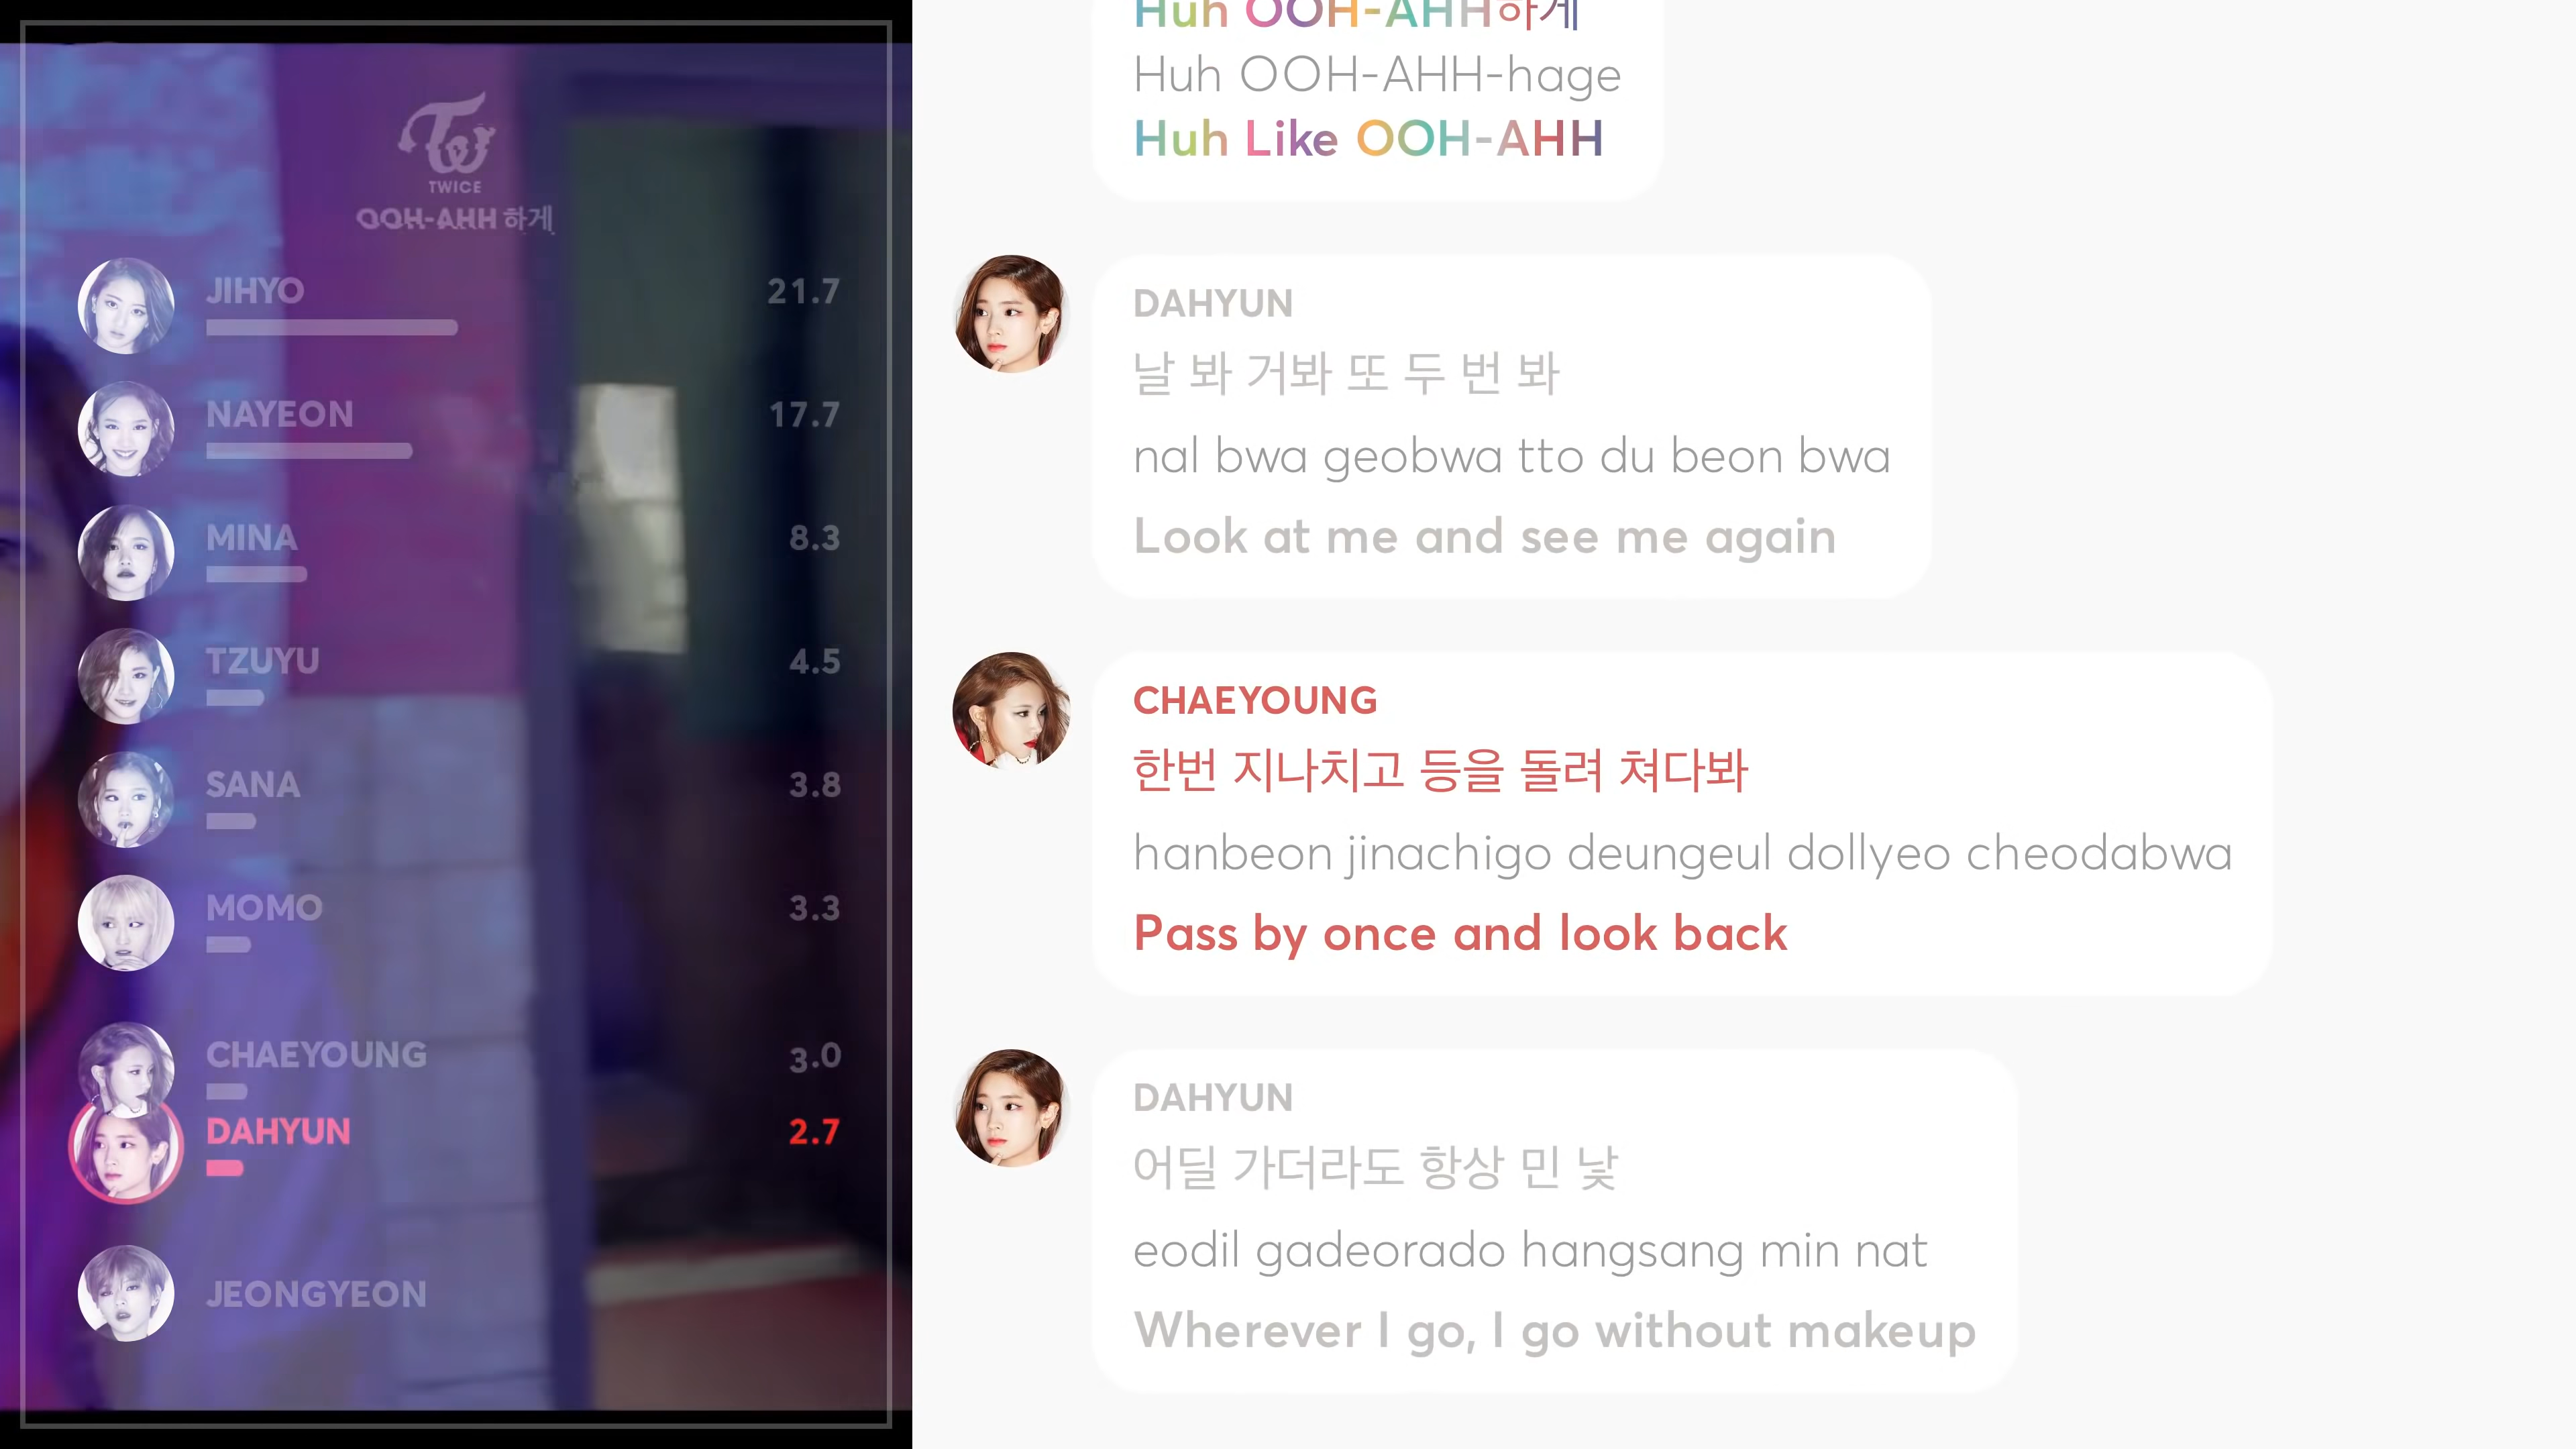 TWICE
OOH-AHH 하게
JIHYO 21.7
NAYEON 17.7
MINA 8.3
TZUYU 4.5
SANA 3.8
MOMO 3.3
CHAEYOUNG 3.0
DAHYUN 2.7
JEONGYEON
Huh OOH-AHH하게
Huh OOH-AHH-hage
Huh Like OOH-AHH
DAHYUN
날 봐 거봐 또 두 번 봐
nal bwa geobwa tto du beon bwa
Look at me and see me again
CHAEYOUNG
한번 지나치고 등을 돌려 쳐다봐
hanbeon jinachigo deungeul dollyeo cheodabwa
Pass by once and look back
DAHYUN
어딜 가더라도 항상 민 낯
eodil gadeorado hangsang min nat
Wherever I go, I go without makeup